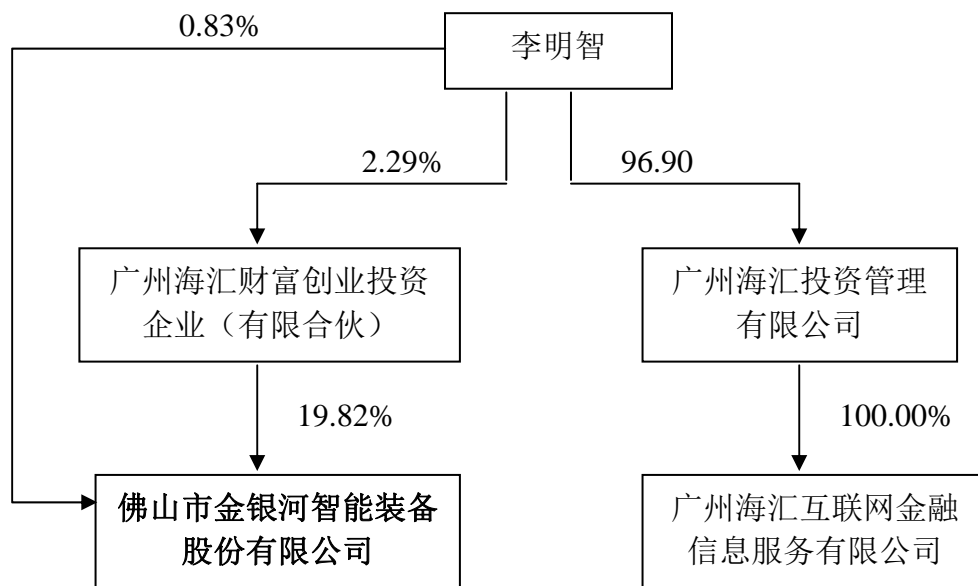 0.83%
李明智
2.29%
96.90
广州海汇财富创业投资
企业（有限合伙）
广州海汇投资管理
有限公司
19.82%
100.00%
佛山市金银河智能装备
股份有限公司
广州海汇互联网金融
信息服务有限公司